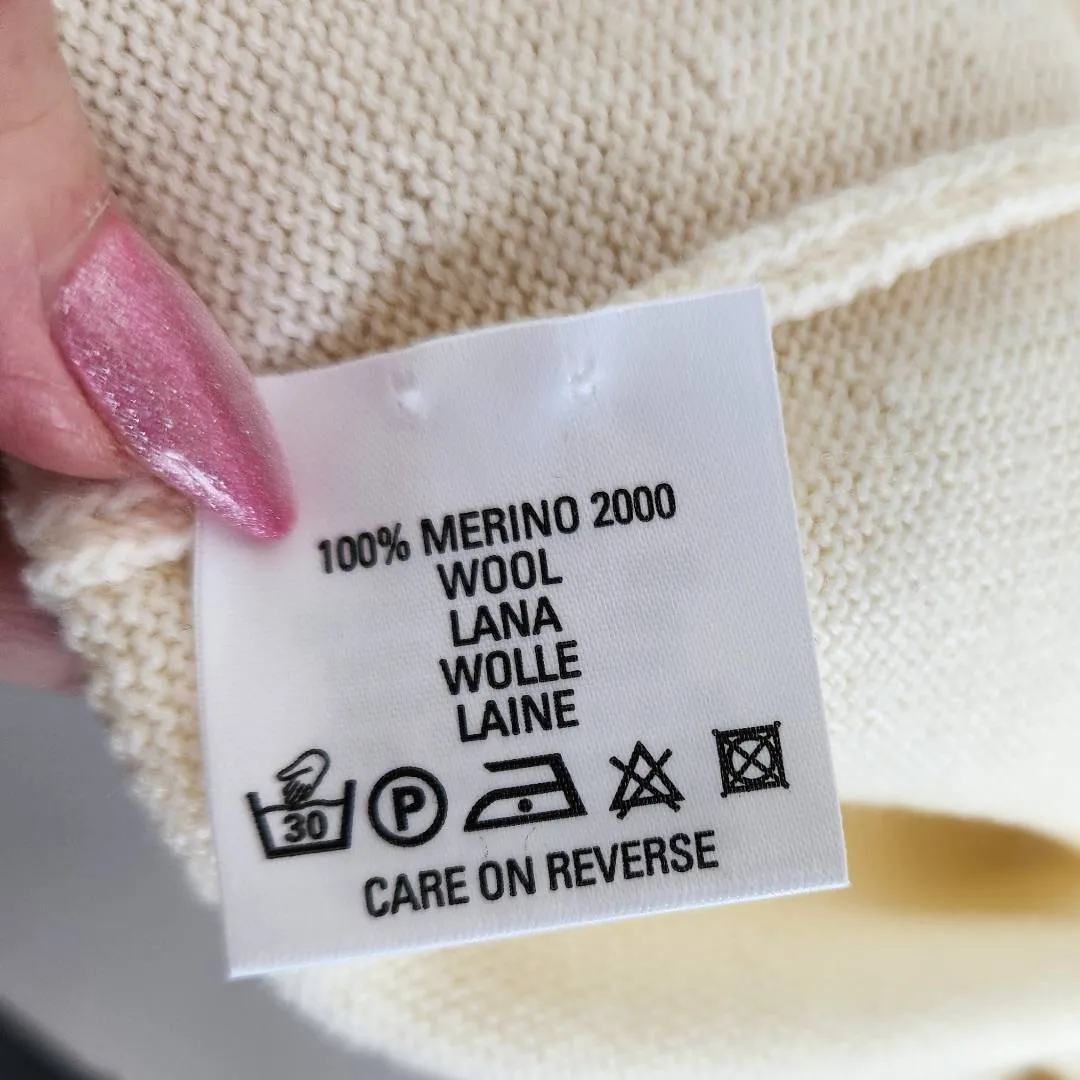 100% MERINO 2000
WOOL
LANA
WOLLE
LAINE
30 P
CARE ON REVERSE